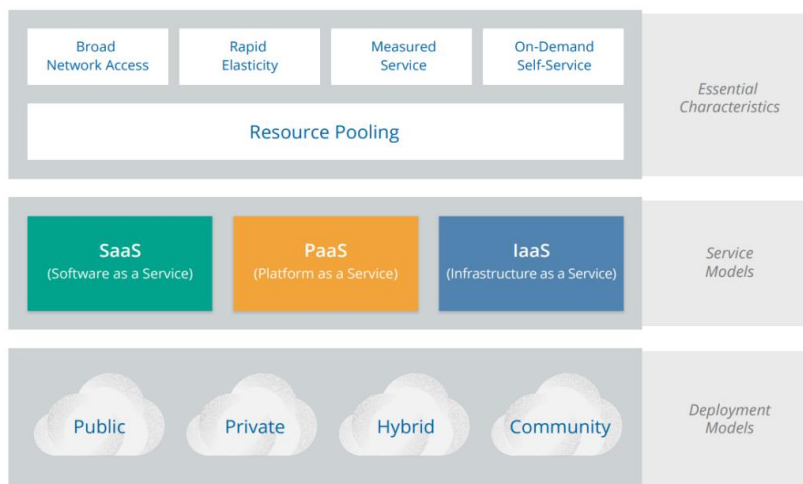 Broad
Network Access
Rapid
Elasticity
Measured
Service
On-Demand
Self-Service
Resource Pooling
Essential
Characteristics
SaaS
(Software as a Service)
PaaS
(Platform as a Service)
IaaS
(Infrastructure as a Service)
Service
Models
Public
Private
Hybrid
Community
Deployment
Models